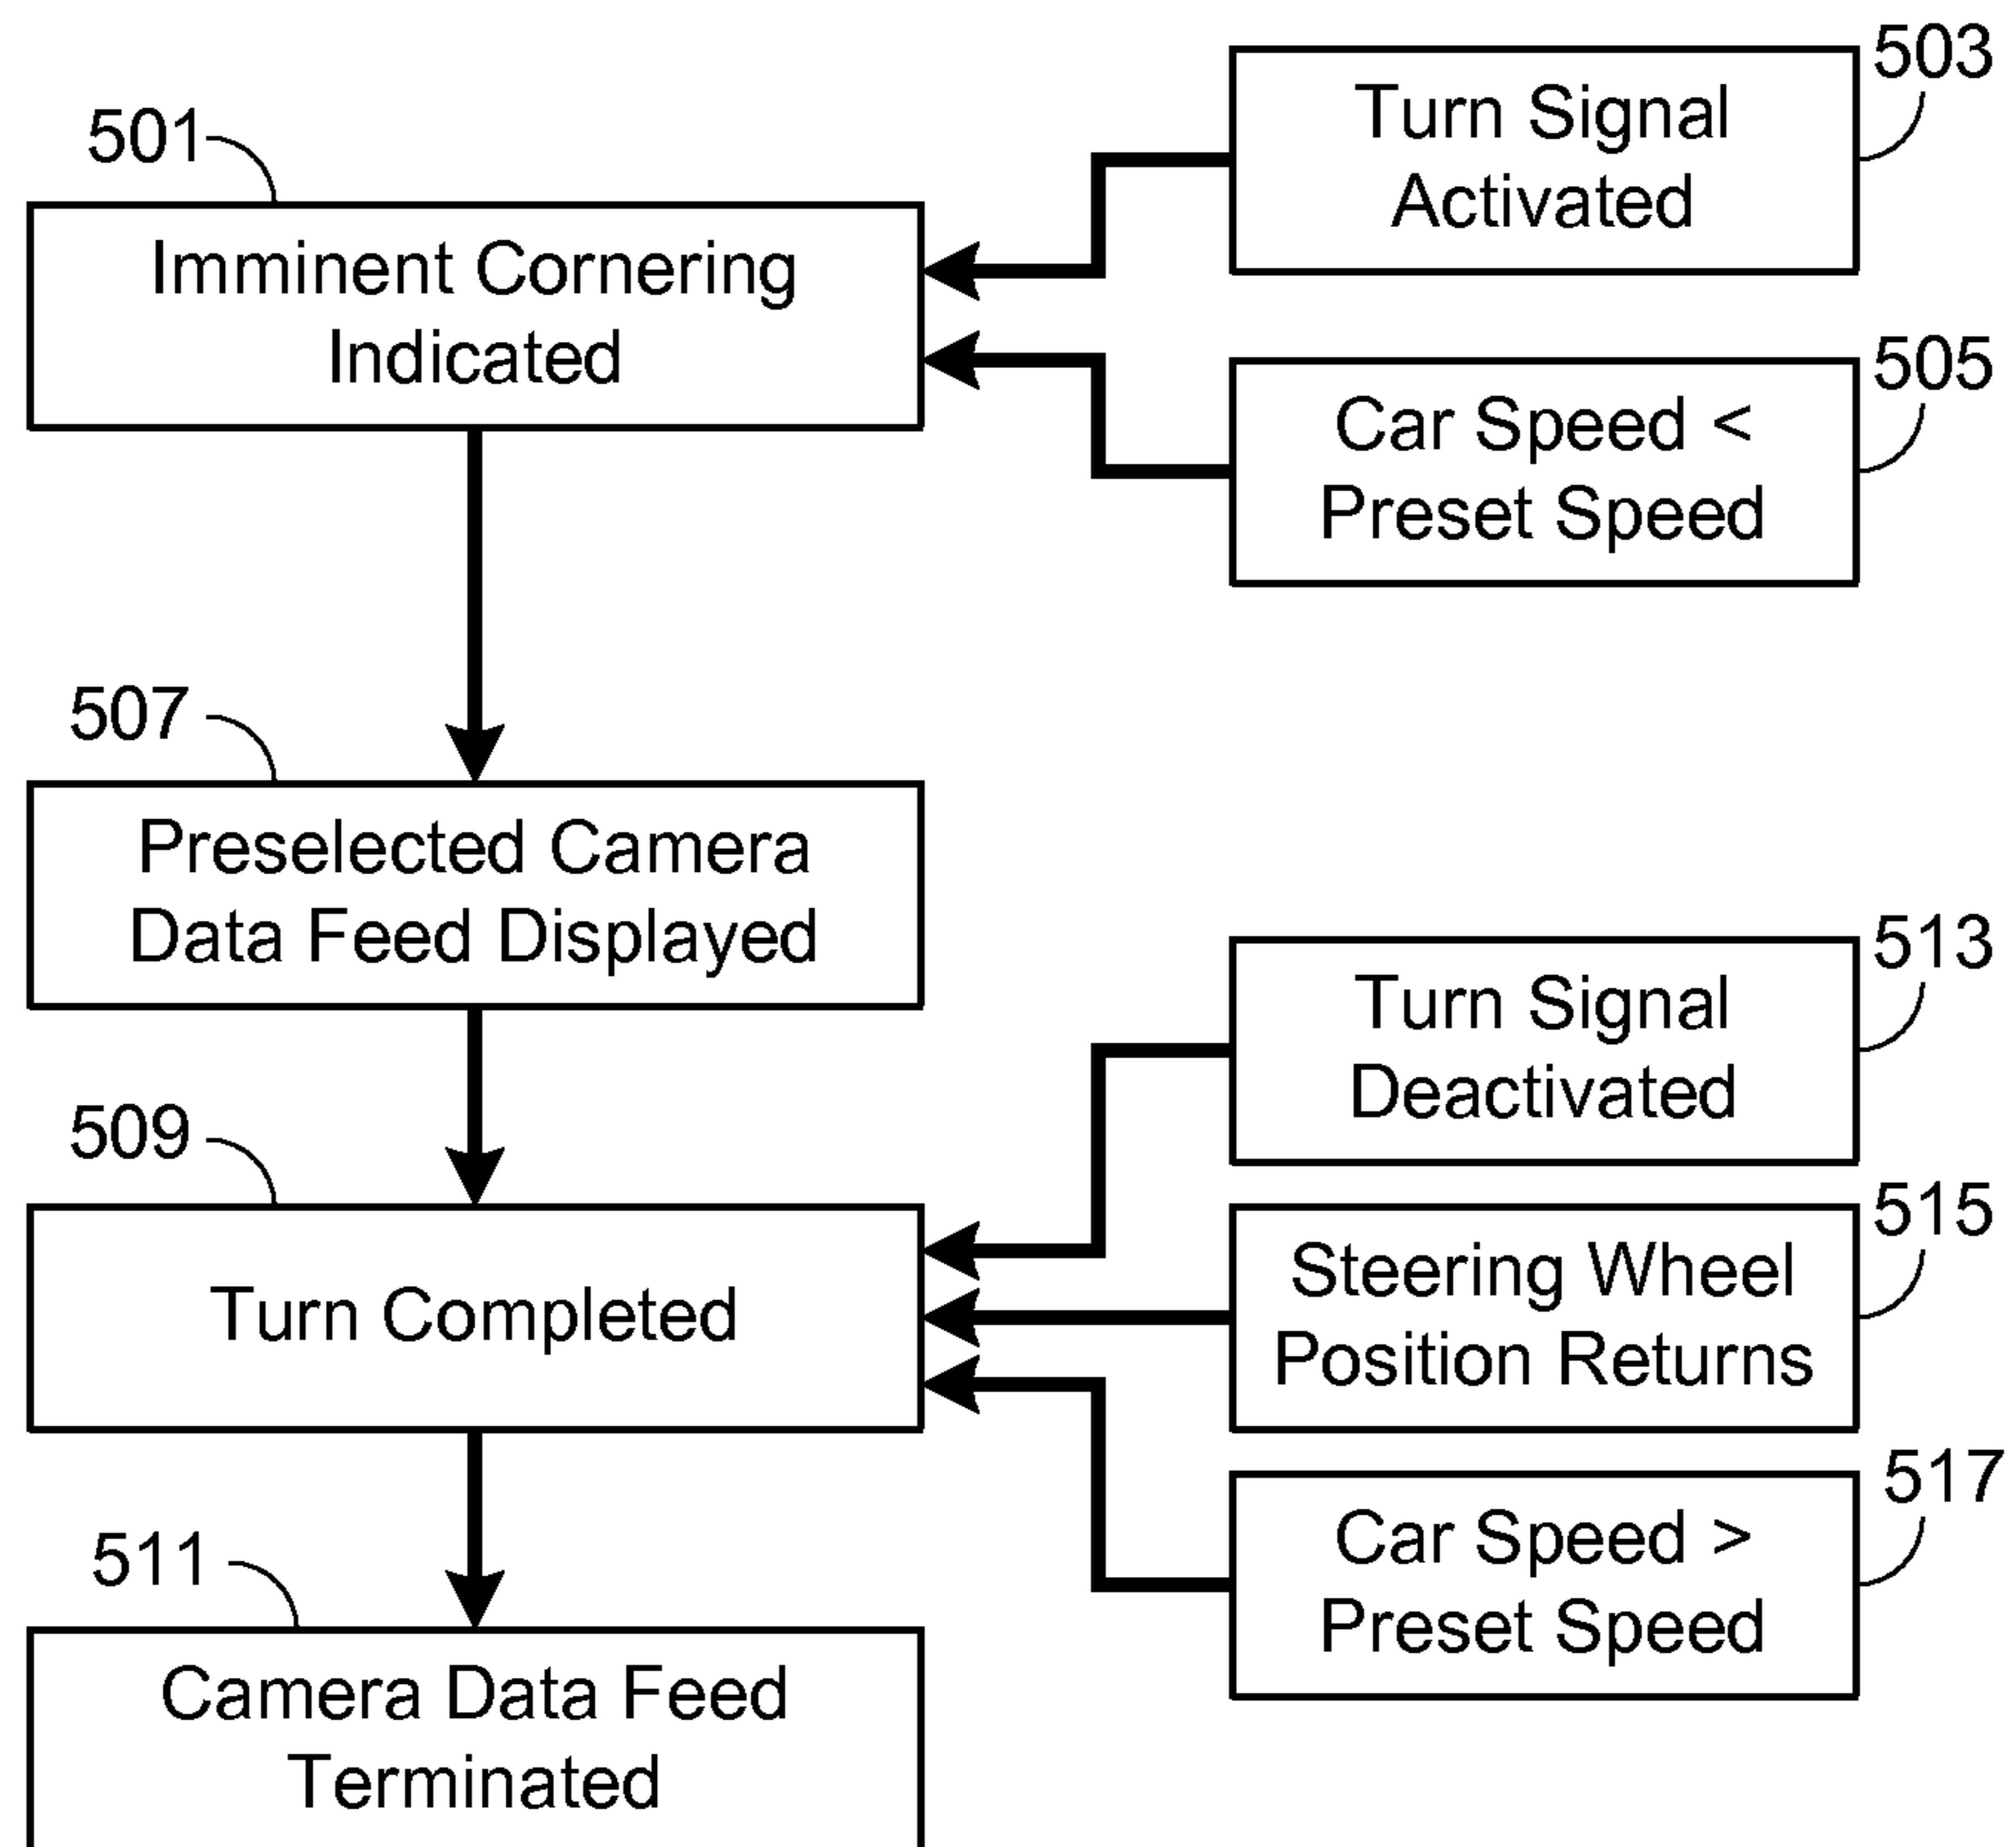 503
Turn Signal
Activated
501
Imminent Cornering
Indicated
505
Car Speed <
Preset Speed
507
Preselected Camera
Data Feed Displayed
513
Turn Signal
Deactivated
509
Turn Completed
515
Steering Wheel
Position Returns
517
Car Speed >
Preset Speed
511
Camera Data Feed
Terminated